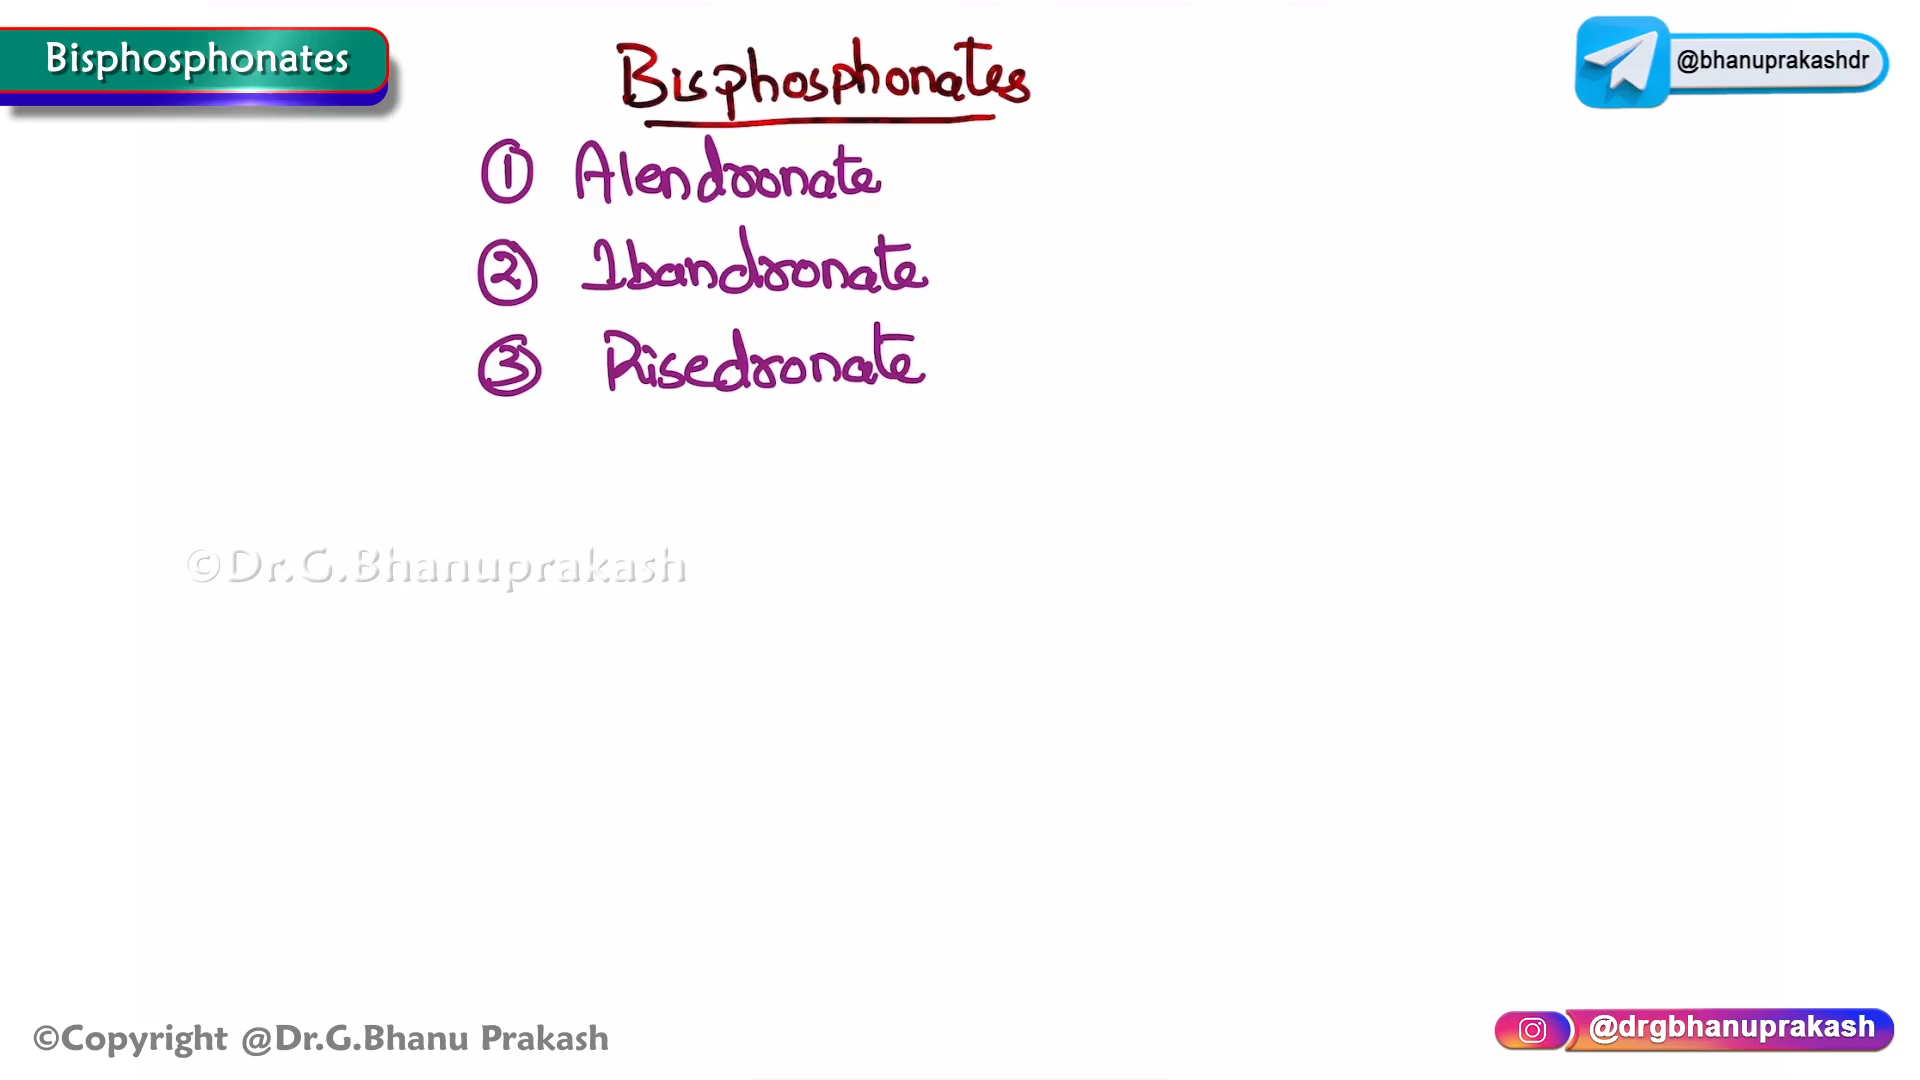 Bisphosphonates
Bisphosphonates
@bhanuprakashdr
① Alendronate
② Ibandronate
③ Risedronate
©Dr.G.Bhanuprakash
©Copyright @Dr.G.Bhanu Prakash
@drgbhanuprakash